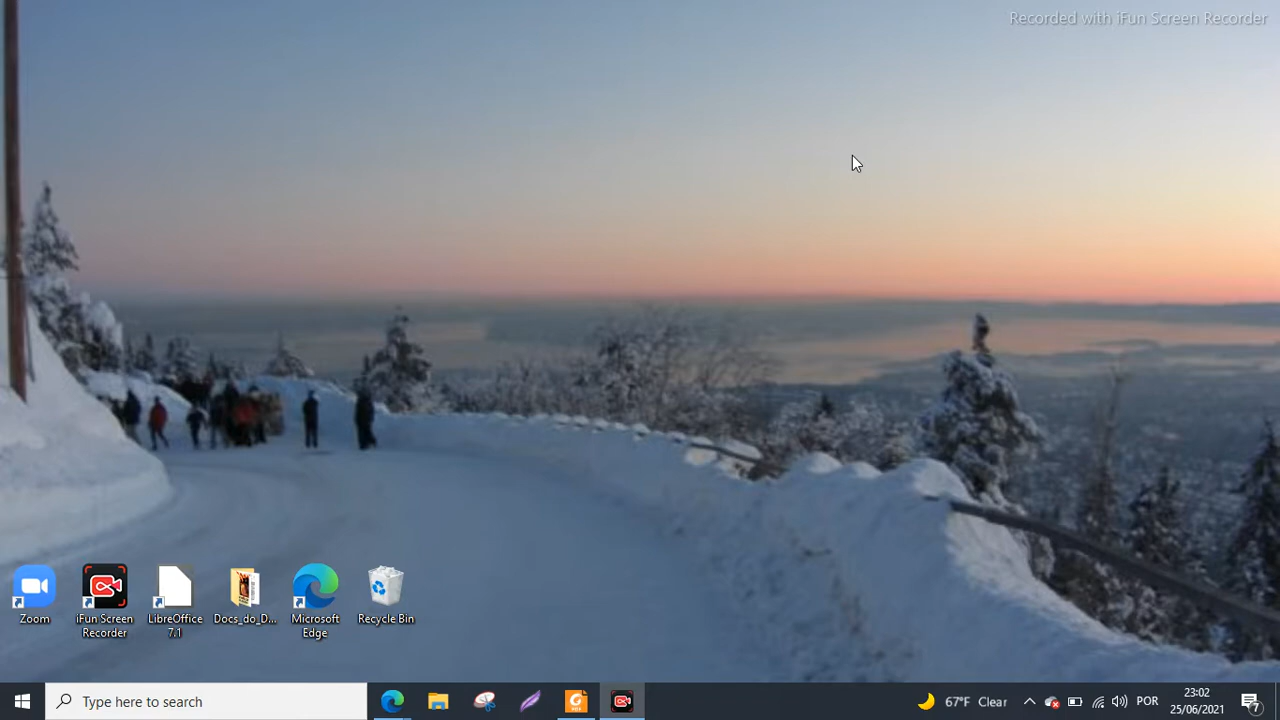 Recorded with iFun Screen Recorder
Zoom
iFun Screen
Recorder
LibreOffice
7.1
Docs_do_D...
Microsoft
Edge
Recycle Bin
Type here to search
67°F Clear
POR
23:02
25/06/2021
7